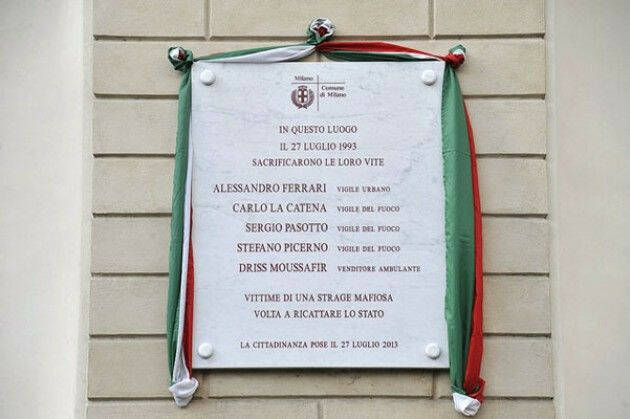 Milano
Comune
di Milano
IN QUESTO LUOGO
IL 27 LUGLIO 1993
SACRIFICARONO LE LORO VITE
ALESSANDRO FERRARI VIGILE URBANO
CARLO LA CATENA VIGILE DEL FUOCO
SERGIO PASOTTO VIGILE DEL FUOCO
STEFANO PICERNO VIGILE DEL FUOCO
DRISS MOUSSAFIR VENDITORE AMBULANTE
VITTIME DI UNA STRAGE MAFIOSA
VOLTA A RICATTARE LO STATO
LA CITTADINANZA POSE IL 27 LUGLIO 2013